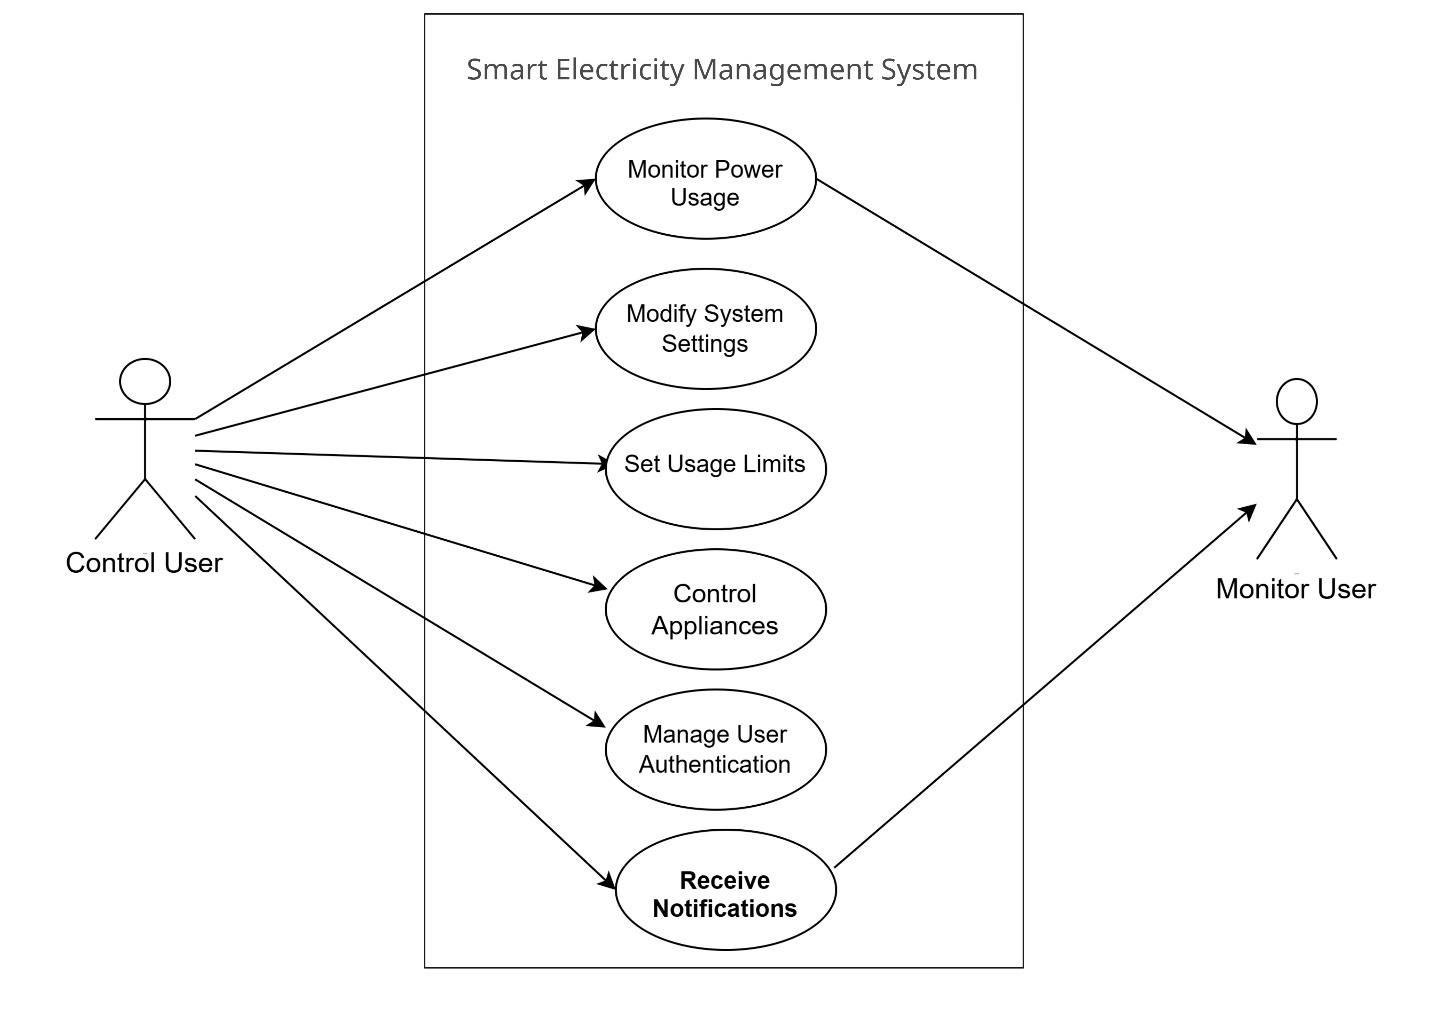 Smart Electricity Management System
Monitor Power
Usage
Modify System
Settings
Set Usage Limits
Control User
Control
Appliances
Monitor User
Manage User
Authentication
Receive
Notifications